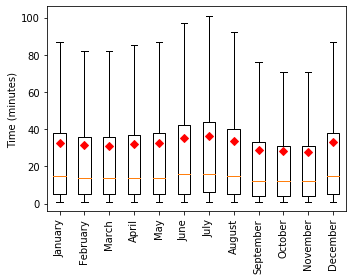 Time (minutes)
100
80
60
40
20
0
January
February
March
April
May
June
July
August
September
October
November
December